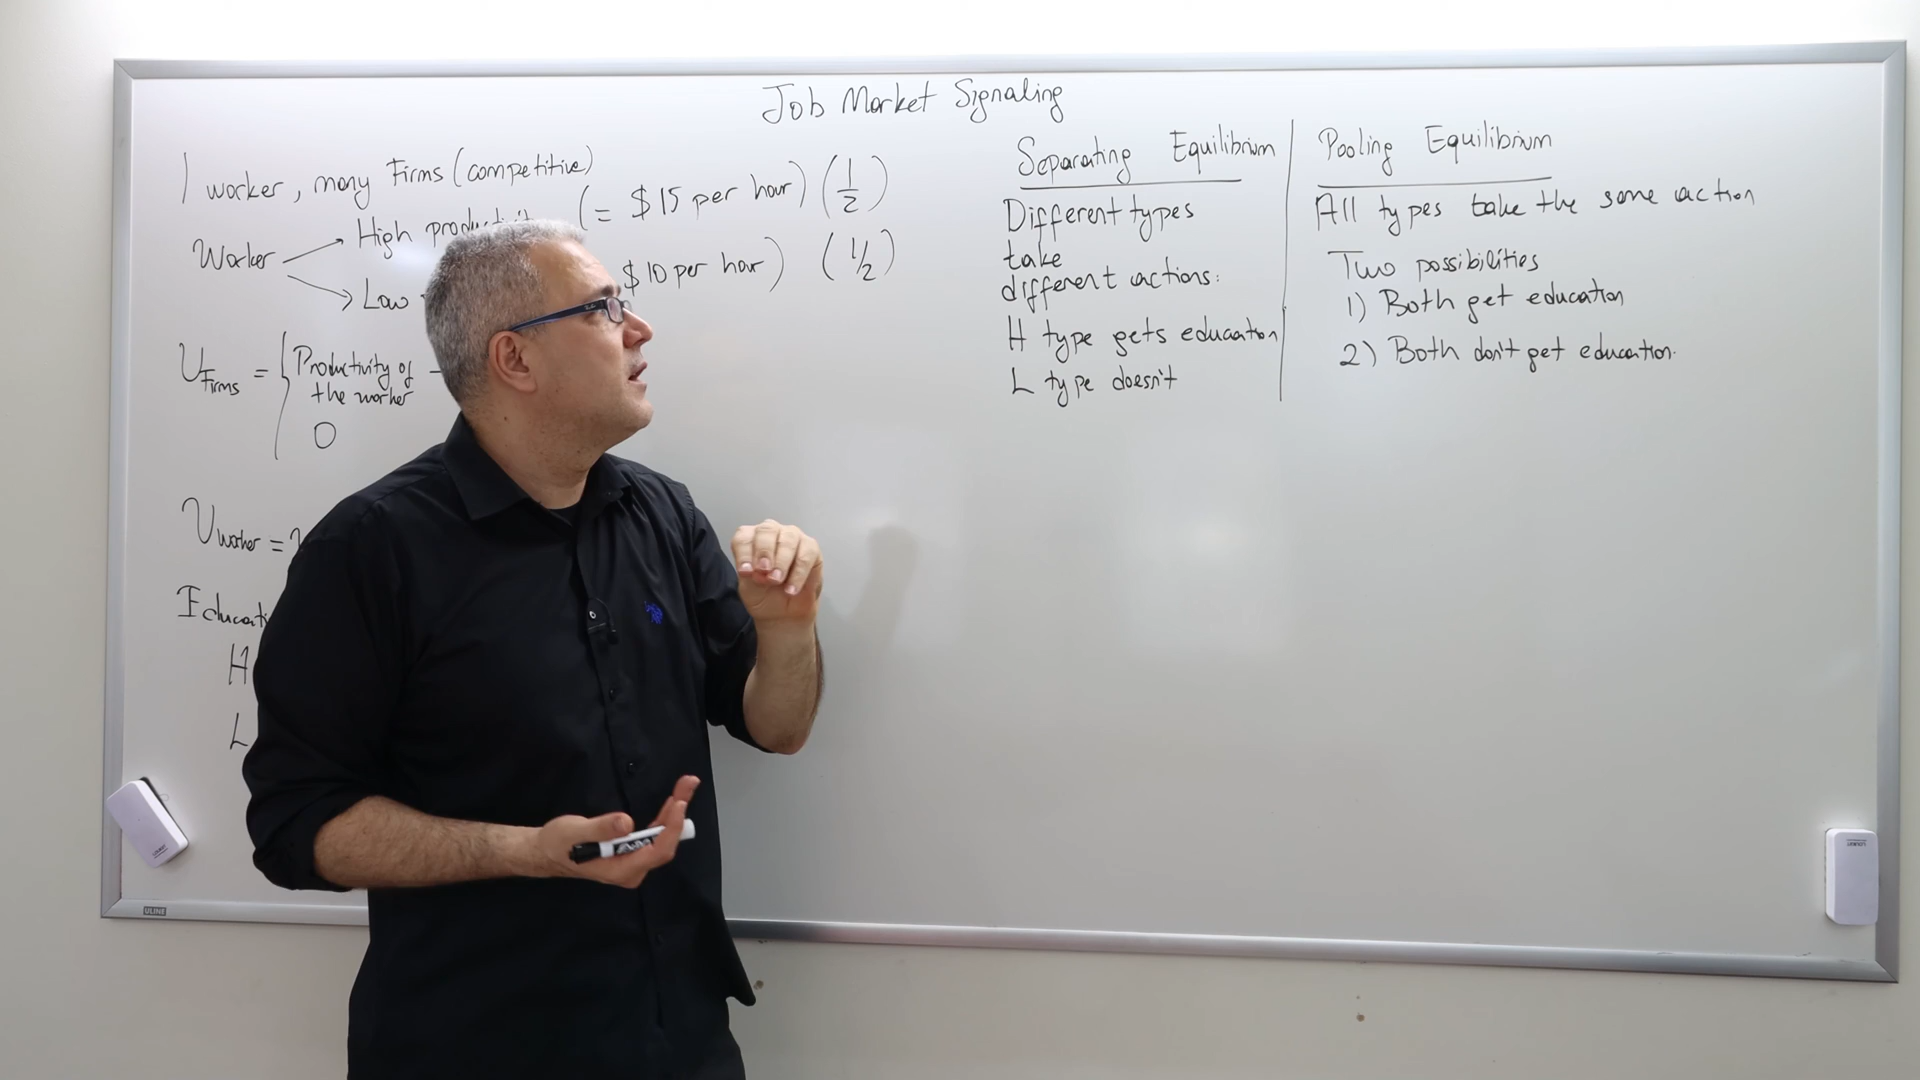 Job Market Signaling
1 worker, many Firms (competitive)
Worker
High productivity (= $15 per hour) (1/2)
Low $10 per hour) (1/2)
U Firms = { Productivity of the worker -
0
U worker =
H
L
Separating Equilibrium
Different types
take
different actions:
H type gets education
L type doesn't
Pooling Equilibrium
All types take the same action
Two possibilities
1) Both get education
2) Both don't get education.
ULINE